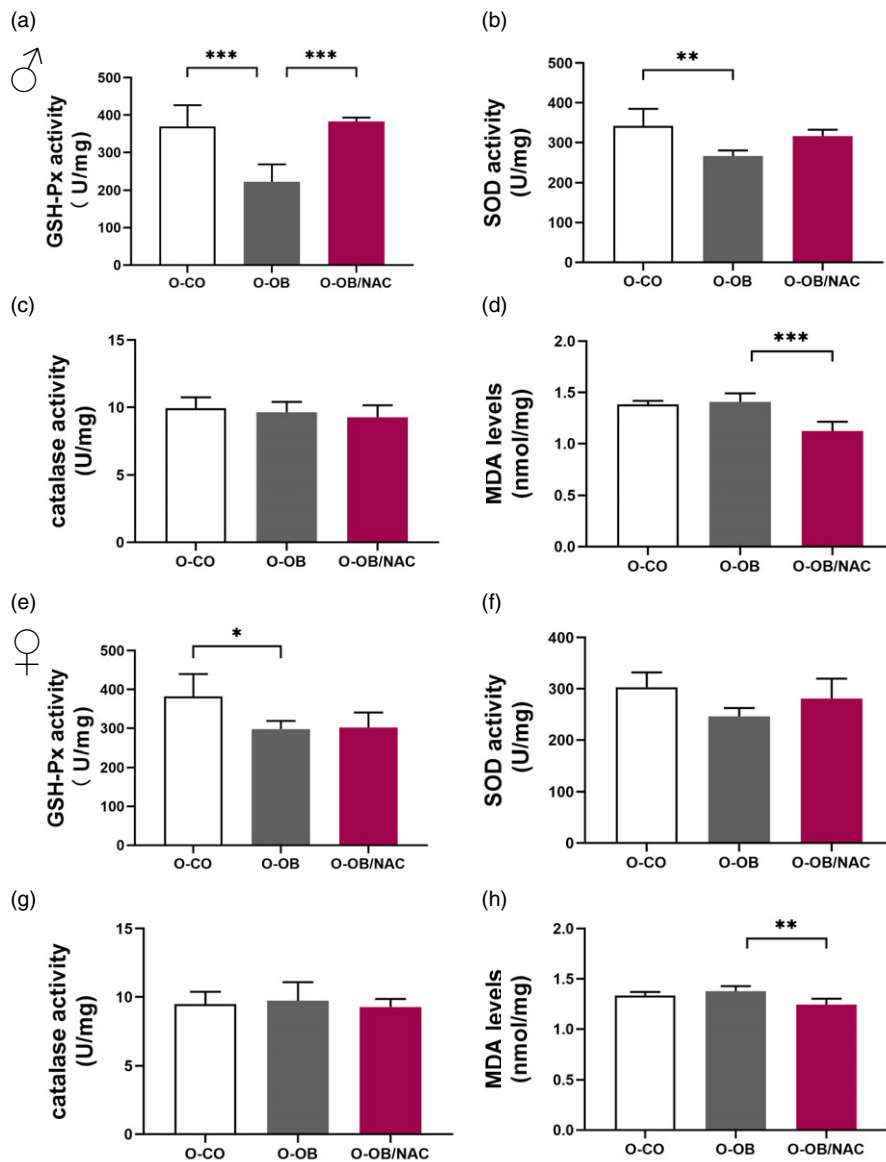 (a)
♂
***
***
GSH-Px activity
( U/mg)
500
400
300
200
100
0
O-CO
O-OB
O-OB/NAC
(b)
**
SOD activity
(U/mg)
500
400
300
200
100
0
O-CO
O-OB
O-OB/NAC
(c)
catalase activity
(U/mg)
15
10
5
0
O-CO
O-OB
O-OB/NAC
(d)
***
MDA levels
(nmol/mg)
2.0
1.5
1.0
0.5
0.0
O-CO
O-OB
O-OB/NAC
(e)
♀
*
GSH-Px activity
( U/mg)
500
400
300
200
100
0
O-CO
O-OB
O-OB/NAC
(f)
SOD activity
(U/mg)
400
300
200
100
0
O-CO
O-OB
O-OB/NAC
(g)
catalase activity
(U/mg)
15
10
5
0
O-CO
O-OB
O-OB/NAC
(h)
**
MDA levels
(nmol/mg)
2.0
1.5
1.0
0.5
0.0
O-CO
O-OB
O-OB/NAC